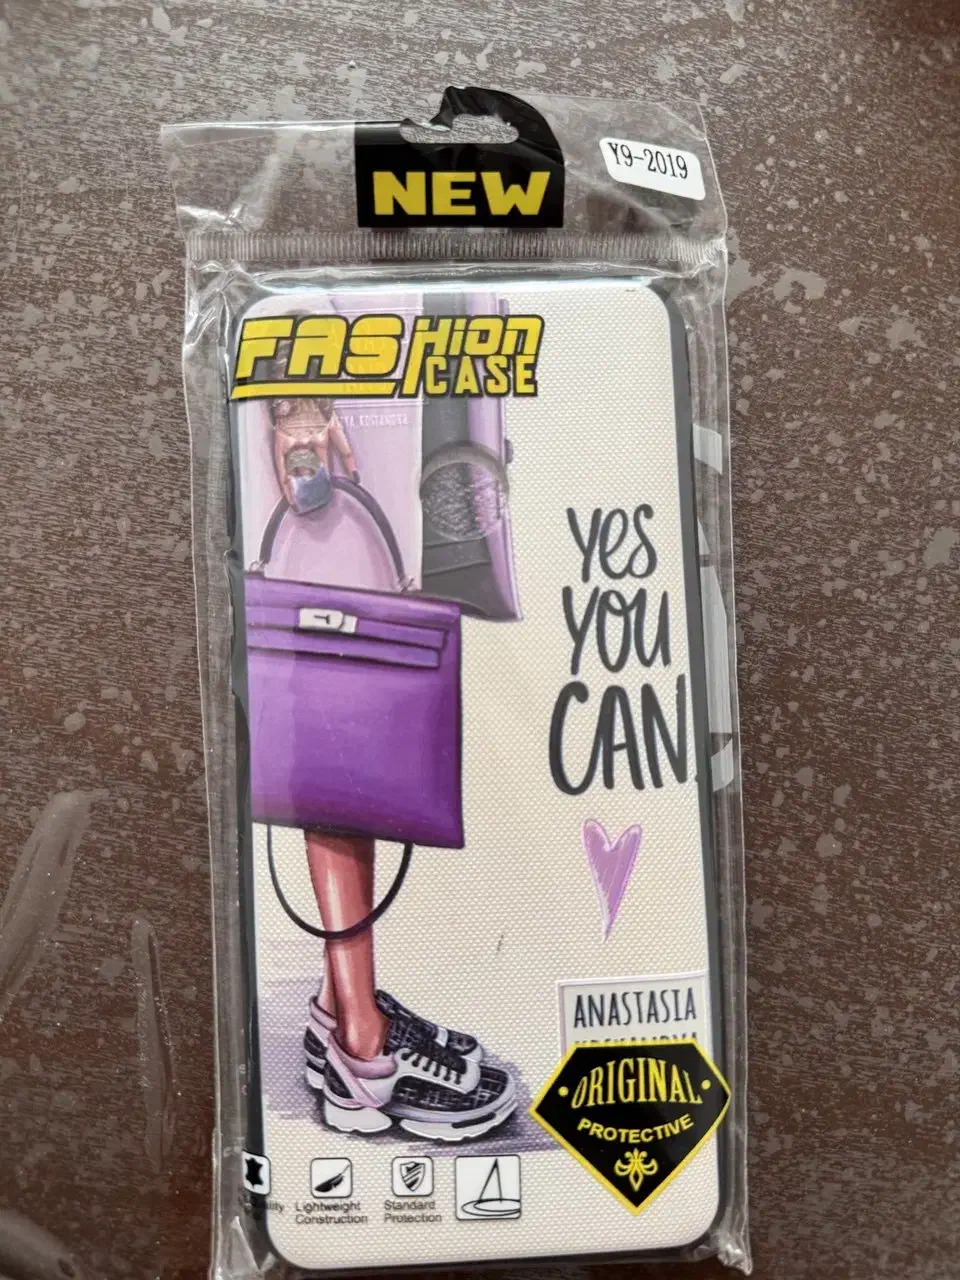 NEW
Y9-2019
FASHION
CASE
YES
YOU
CAN
ANASTASIA
ORIGINAL
PROTECTIVE
Lightweight
Construction
Standard
Protection